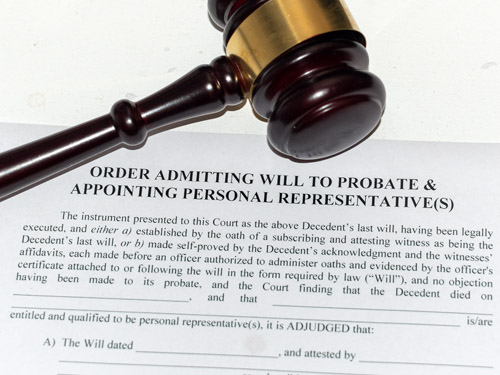 ORDER ADMITTING WILL TO PROBATE &
APPOINTING PERSONAL REPRESENTATIVE(S)
The instrument presented to this Court as the above Decedent's last will, having been legally
executed, and either a) established by the oath of a subscribing and attesting witness as being the
Decedent's last will, or b) made self-proved by the Decedent's acknowledgment and the witnesses'
affidavits, each made before an officer authorized to administer oaths and evidenced by the officer's
certificate attached to or following the will in the form required by law ("Will"), and no objection
having been made to its probate, and the Court finding that the Decedent died on
____________________, and that ____________________ is/are
entitled and qualified to be personal representative(s), it is ADJUDGED that:
A) The Will dated ____________________, and attested by ____________________